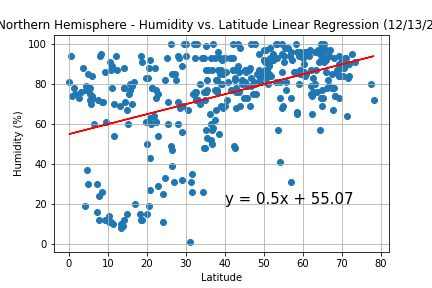 Northern Hemisphere - Humidity vs. Latitude Linear Regression (12/13/2
100
80
60
40
20
0
Humidity (%)
y = 0.5x + 55.07
0 10 20 30 40 50 60 70 80
Latitude